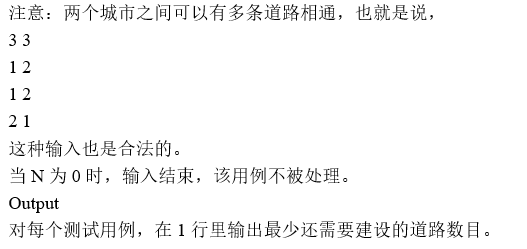 注意：两个城市之间可以有多条道路相通，也就是说，
3 3
1 2
1 2
2 1
这种输入也是合法的。
当 N 为 0 时，输入结束，该用例不被处理。
Output
对每个测试用例，在 1 行里输出最少还需要建设的道路数目。